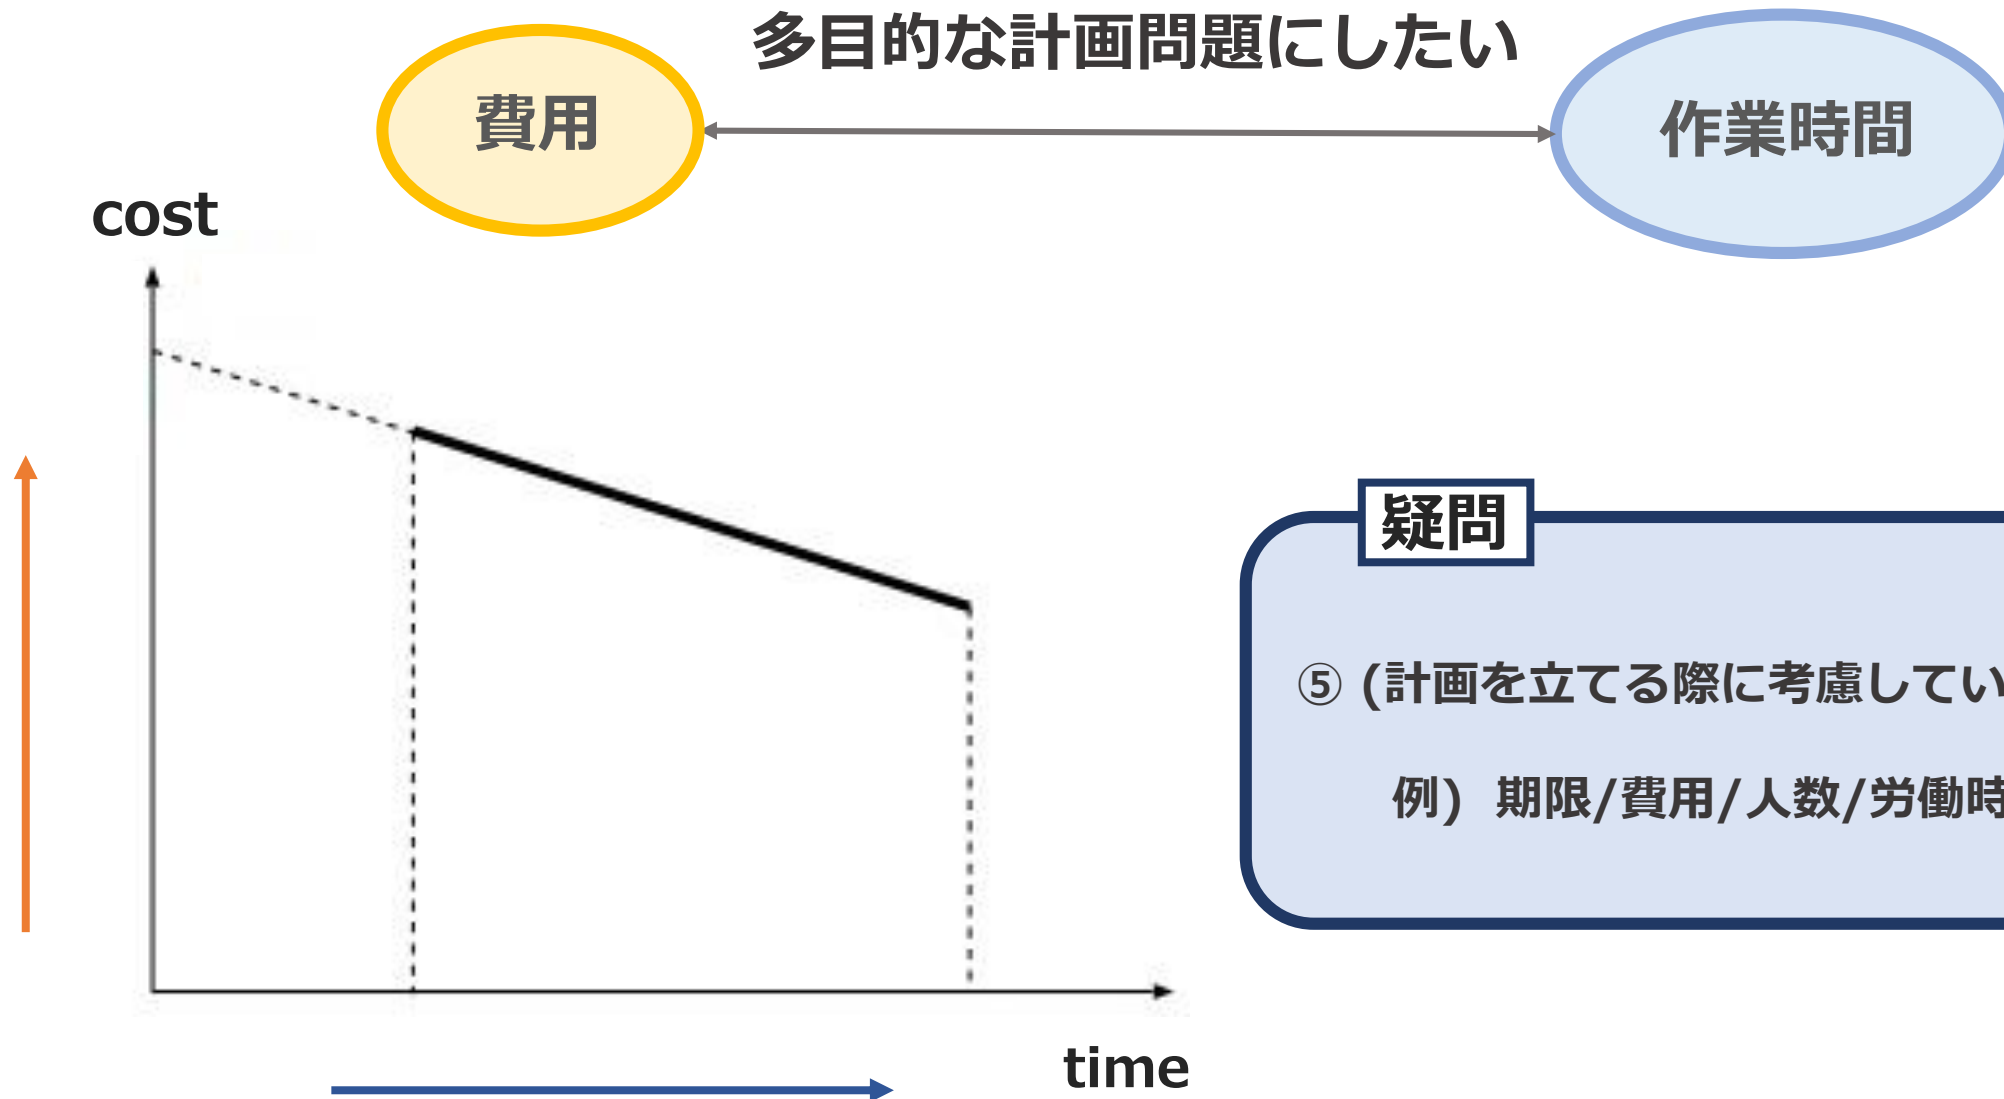 多目的な計画問題にしたい
費用
作業時間
cost
疑問
⑤ (計画を立てる際に考慮してい
例) 期限/費用/人数/労働時
time